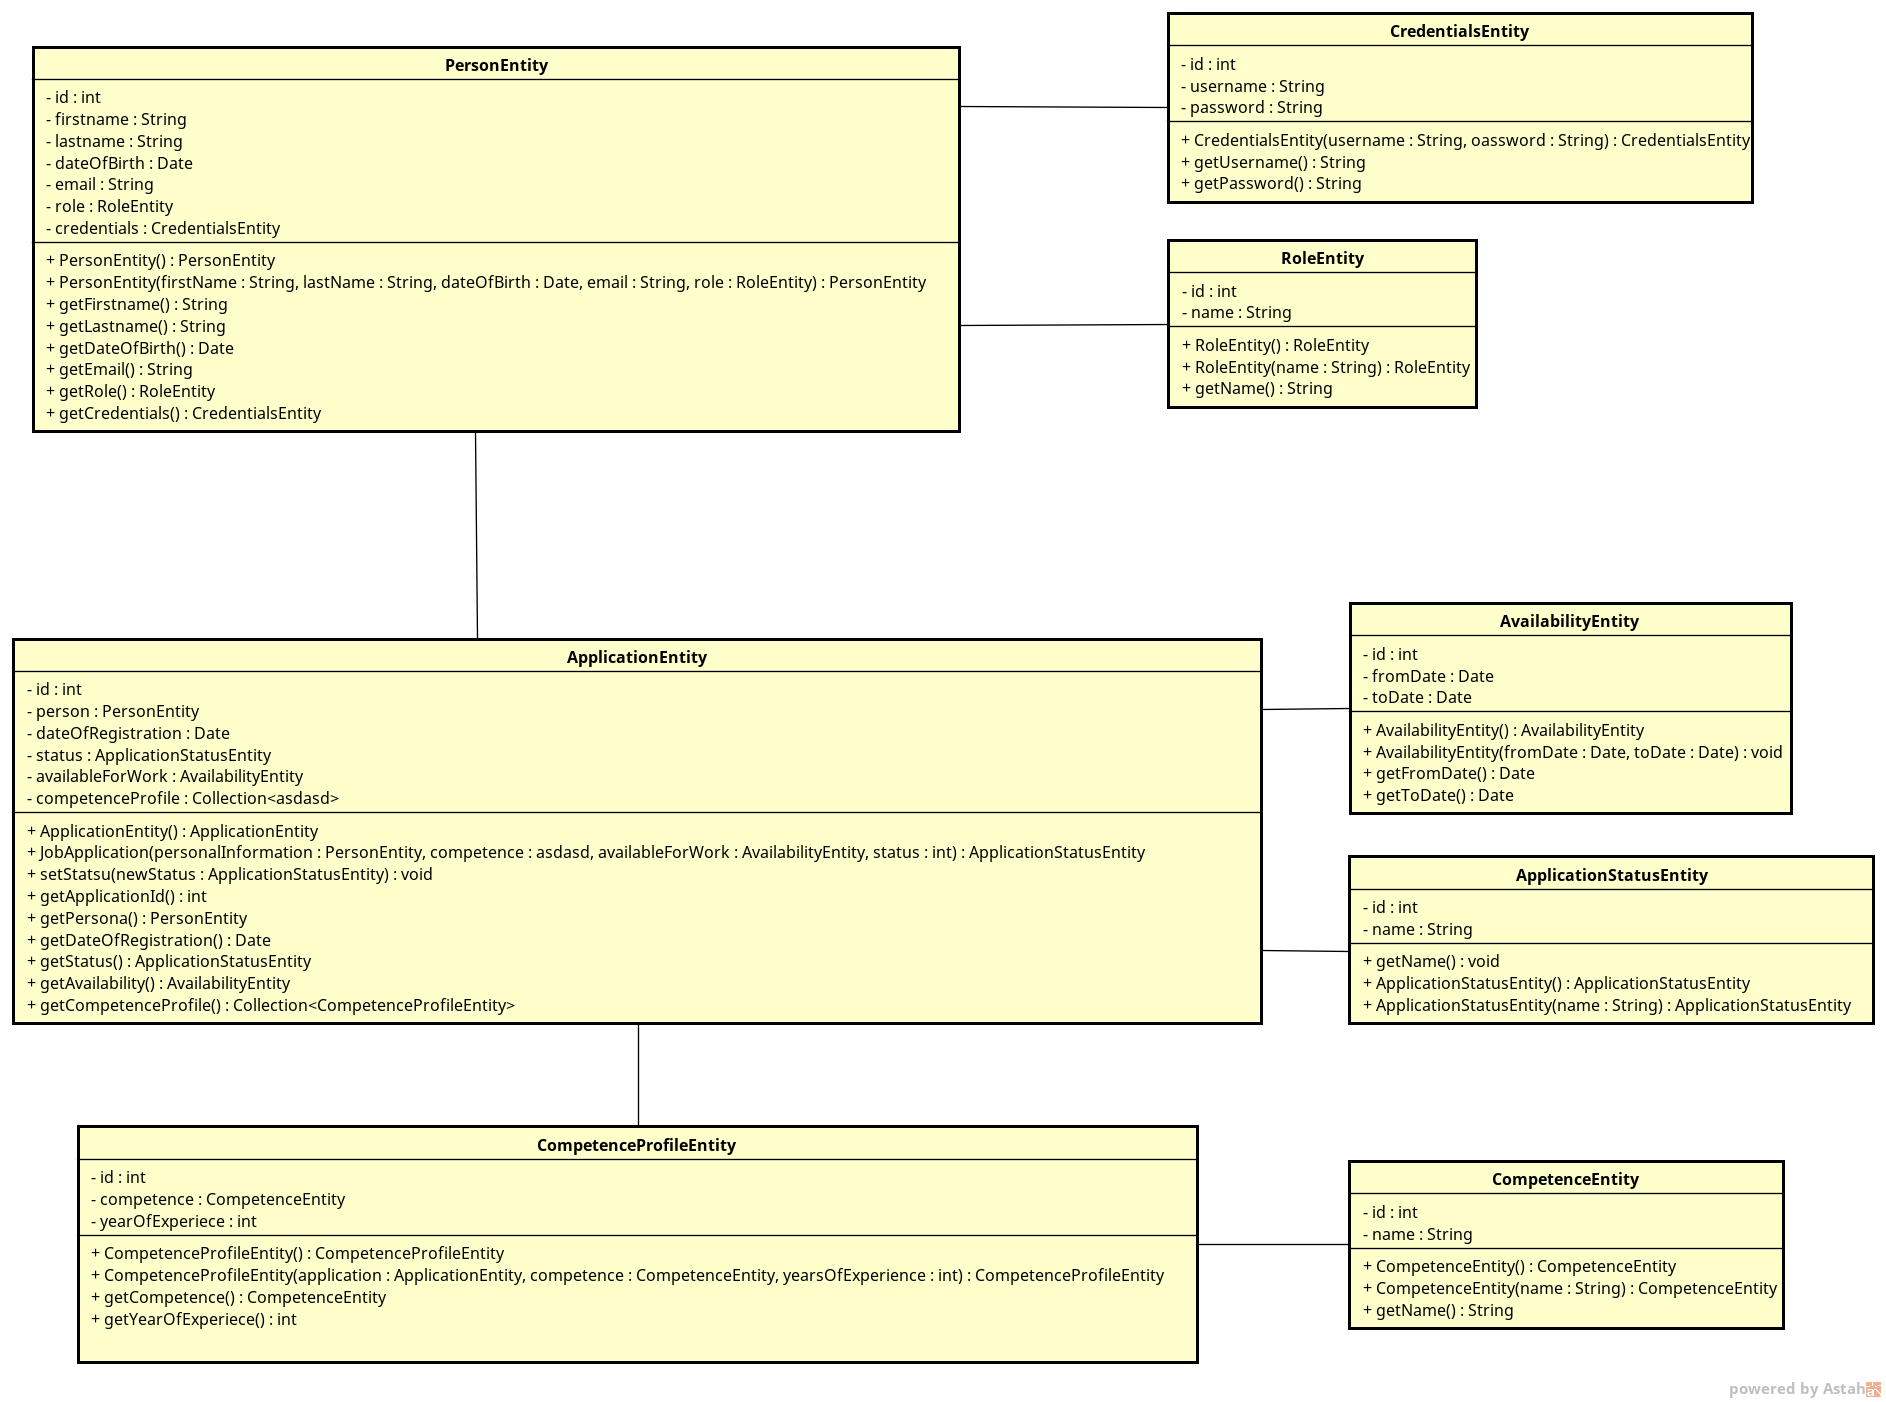 PersonEntity
- id : int
- firstname : String
- lastname : String
- dateOfBirth : Date
- email : String
- role : RoleEntity
- credentials : CredentialsEntity
+ PersonEntity() : PersonEntity
+ PersonEntity(firstName : String, lastName : String, dateOfBirth : Date, email : String, role : RoleEntity) : PersonEntity
+ getFirstname() : String
+ getLastname() : String
+ getDateOfBirth() : Date
+ getEmail() : String
+ getRole() : RoleEntity
+ getCredentials() : CredentialsEntity
CredentialsEntity
- id : int
- username : String
- password : String
+ CredentialsEntity(username : String, oassword : String) : CredentialsEntity
+ getUsername() : String
+ getPassword() : String
RoleEntity
- id : int
- name : String
+ RoleEntity() : RoleEntity
+ RoleEntity(name : String) : RoleEntity
+ getName() : String
ApplicationEntity
- id : int
- person : PersonEntity
- dateOfRegistration : Date
- status : ApplicationStatusEntity
- availableForWork : AvailabilityEntity
- competenceProfile : Collection<asdasd>
+ ApplicationEntity() : ApplicationEntity
+ JobApplication(personalInformation : PersonEntity, competence : asdasd, availableForWork : AvailabilityEntity, status : int) : ApplicationStatusEntity
+ setStatsu(newStatus : ApplicationStatusEntity) : void
+ getApplicationId() : int
+ getPersona() : PersonEntity
+ getDateOfRegistration() : Date
+ getStatus() : ApplicationStatusEntity
+ getAvailability() : AvailabilityEntity
+ getCompetenceProfile() : Collection<CompetenceProfileEntity>
AvailabilityEntity
- id : int
- fromDate : Date
- toDate : Date
+ AvailabilityEntity() : AvailabilityEntity
+ AvailabilityEntity(fromDate : Date, toDate : Date) : void
+ getFromDate() : Date
+ getToDate() : Date
ApplicationStatusEntity
- id : int
- name : String
+ getName() : void
+ ApplicationStatusEntity() : ApplicationStatusEntity
+ ApplicationStatusEntity(name : String) : ApplicationStatusEntity
CompetenceProfileEntity
- id : int
- competence : CompetenceEntity
- yearOfExperiece : int
+ CompetenceProfileEntity() : CompetenceProfileEntity
+ CompetenceProfileEntity(application : ApplicationEntity, competence : CompetenceEntity, yearsOfExperience : int) : CompetenceProfileEntity
+ getCompetence() : CompetenceEntity
+ getYearOfExperiece() : int
CompetenceEntity
- id : int
- name : String
+ CompetenceEntity() : CompetenceEntity
+ CompetenceEntity(name : String) : CompetenceEntity
+ getName() : String
powered by Astah